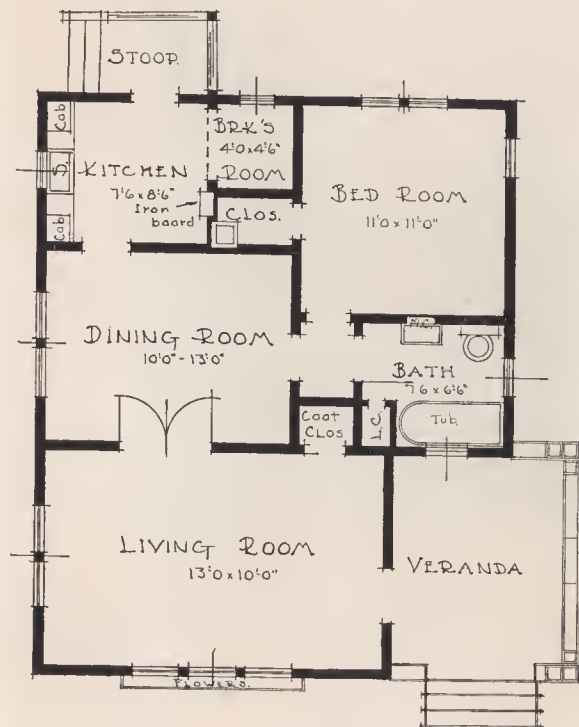 STOOP.
Cab
S.
Cab
KITCHEN
7'6 x 8'6"
Iron
board
BRK'S
4'0 x 4'6"
ROOM
CLOS.
BED ROOM
11'0 x 11'0"
DINING ROOM
10'0" - 13'0"
M.C.
BATH
7'6 x 6'6"
Tub.
Coat
CLOS
L.C.
LIVING ROOM
13'0 x 10'0"
VERANDA
FLOWERS.